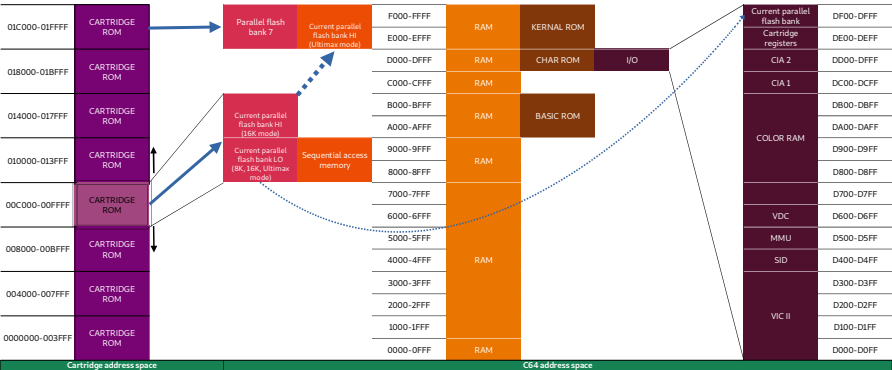 01C000-01FFFF
CARTRIDGE
ROM
018000-01BFFF
CARTRIDGE
ROM
014000-017FFF
CARTRIDGE
ROM
010000-013FFF
CARTRIDGE
ROM
00C000-00FFFF
CARTRIDGE
ROM
008000-00BFFF
CARTRIDGE
ROM
004000-007FFF
CARTRIDGE
ROM
0000000-003FFF
CARTRIDGE
ROM
Cartridge address space
Parallel flash
bank 7
Current parallel
flash bank HI
(Ultimax mode)
Current parallel
flash bank HI
(16K mode)
Current parallel
flash bank LO
(8K, 16K, Ultimax
mode)
Sequential access
memory
F000-FFFF
E000-EFFF
D000-DFFF
C000-CFFF
B000-BFFF
A000-AFFF
9000-9FFF
8000-8FFF
7000-7FFF
6000-6FFF
5000-5FFF
4000-4FFF
3000-3FFF
2000-2FFF
1000-1FFF
0000-0FFF
RAM
RAM
RAM
RAM
RAM
RAM
RAM
KERNAL ROM
CHAR ROM
I/O
BASIC ROM
C64 address space
Current parallel
flash bank
Cartridge
registers
CIA 2
CIA 1
COLOR RAM
VDC
MMU
SID
VIC II
DF00-DFFF
DE00-DEFF
DD00-DFFF
DC00-DCFF
DB00-DBFF
DA00-DAFF
D900-D9FF
D800-D8FF
D700-D7FF
D600-D6FF
D500-D5FF
D400-D4FF
D300-D3FF
D200-D2FF
D100-D1FF
D000-D0FF